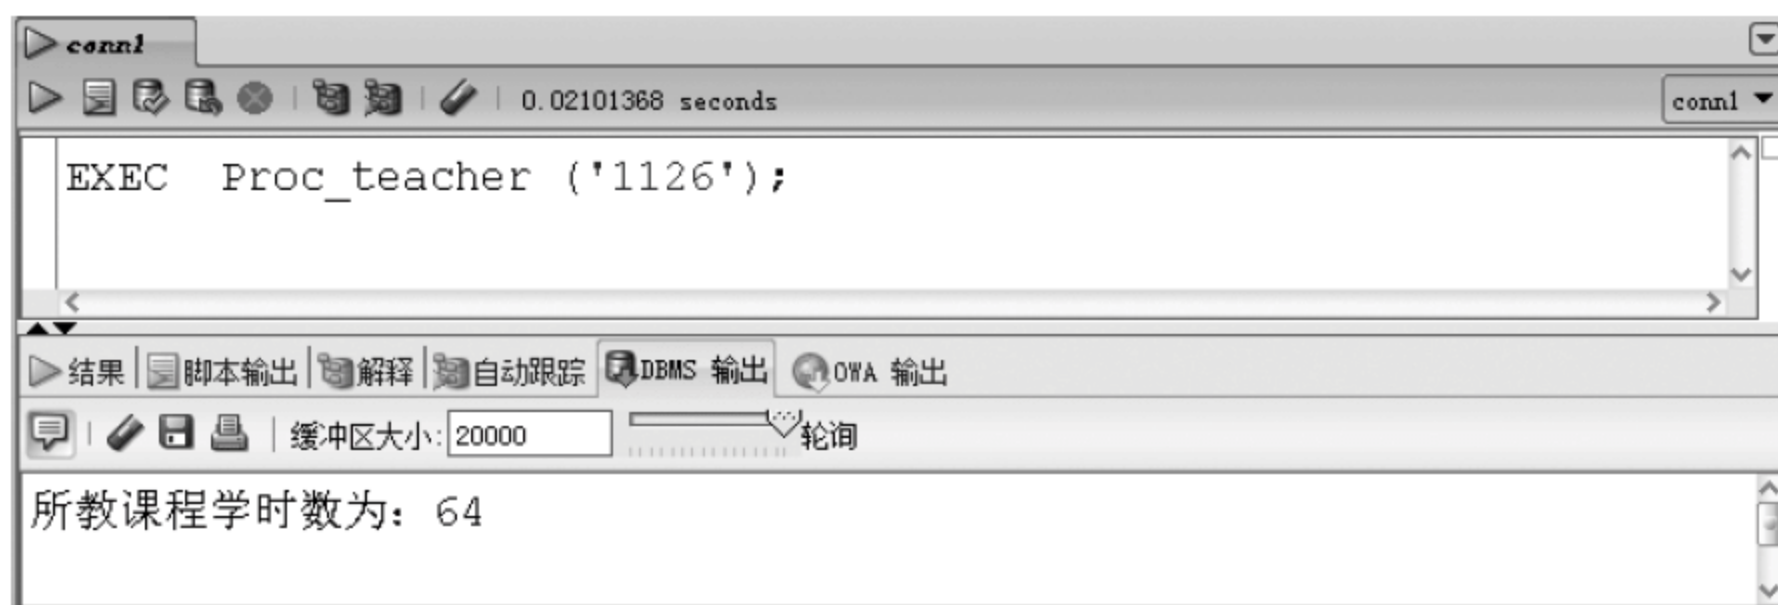 conn1
0.02101368 seconds
conn1
EXEC  Proc_teacher ('1126');
结果 脚本输出 解释 自动跟踪 DBMS 输出 OWA 输出
缓冲区大小: 20000 轮询
所教课程学时数为: 64